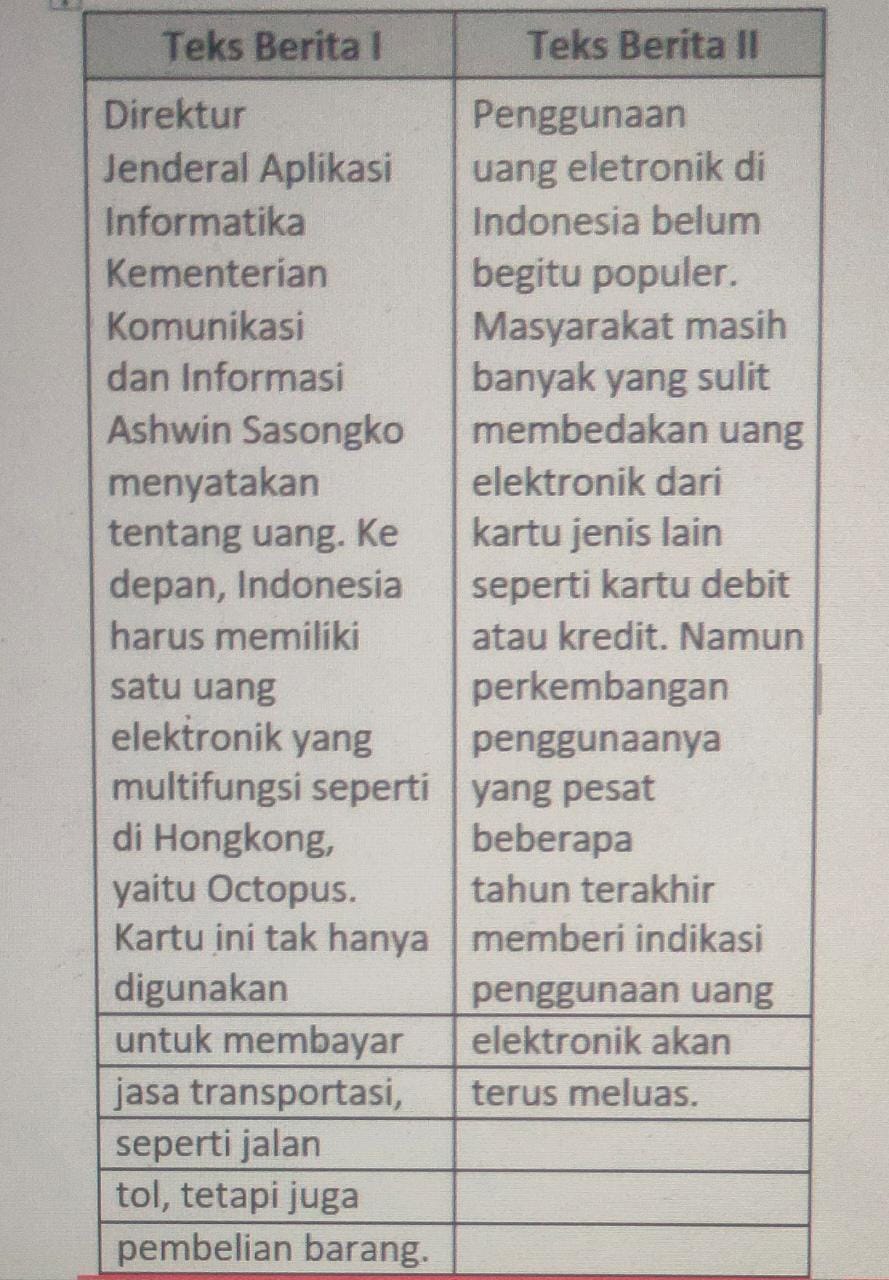 Teks Berita I
Direktur
Jenderal Aplikasi
Informatika
Kementerian
Komunikasi
dan Informasi
Ashwin Sasongko
menyatakan
tentang uang. Ke
depan, Indonesia
harus memiliki
satu uang
elektronik yang
multifungsi seperti
di Hongkong,
yaitu Octopus.
Kartu ini tak hanya
digunakan
untuk membayar
jasa transportasi,
seperti jalan
tol, tetapi juga
pembelian barang.
Teks Berita II
Penggunaan
uang eletronik di
Indonesia belum
begitu populer.
Masyarakat masih
banyak yang sulit
membedakan uang
elektronik dari
kartu jenis lain
seperti kartu debit
atau kredit. Namun
perkembangan
penggunaanya
yang pesat
beberapa
tahun terakhir
memberi indikasi
penggunaan uang
elektronik akan
terus meluas.